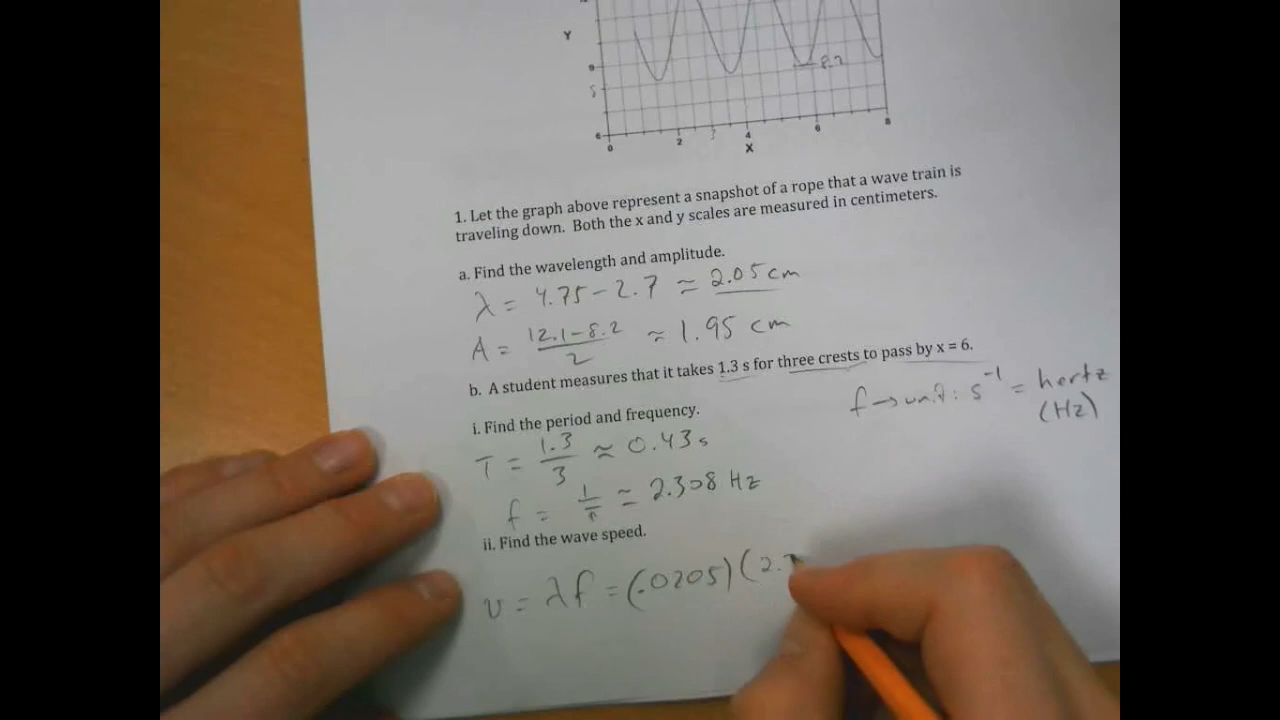 Y
8.2
5
6
0
2
3
4
6
8
X
1. Let the graph above represent a snapshot of a rope that a wave train is
traveling down. Both the x and y scales are measured in centimeters.
a. Find the wavelength and amplitude.
λ = 4.75 - 2.7 ≃ 2.05 cm
A = (12.1 - 8.2)/2 ≈ 1.95 cm
b. A student measures that it takes 1.3 s for three crests to pass by x = 6.
f → unit: s⁻¹ = hertz
(Hz)
i. Find the period and frequency.
T = 1.3/3 ≈ 0.43 s
f = 1/T ≃ 2.308 Hz
ii. Find the wave speed.
v = λf = (.0205)(2.